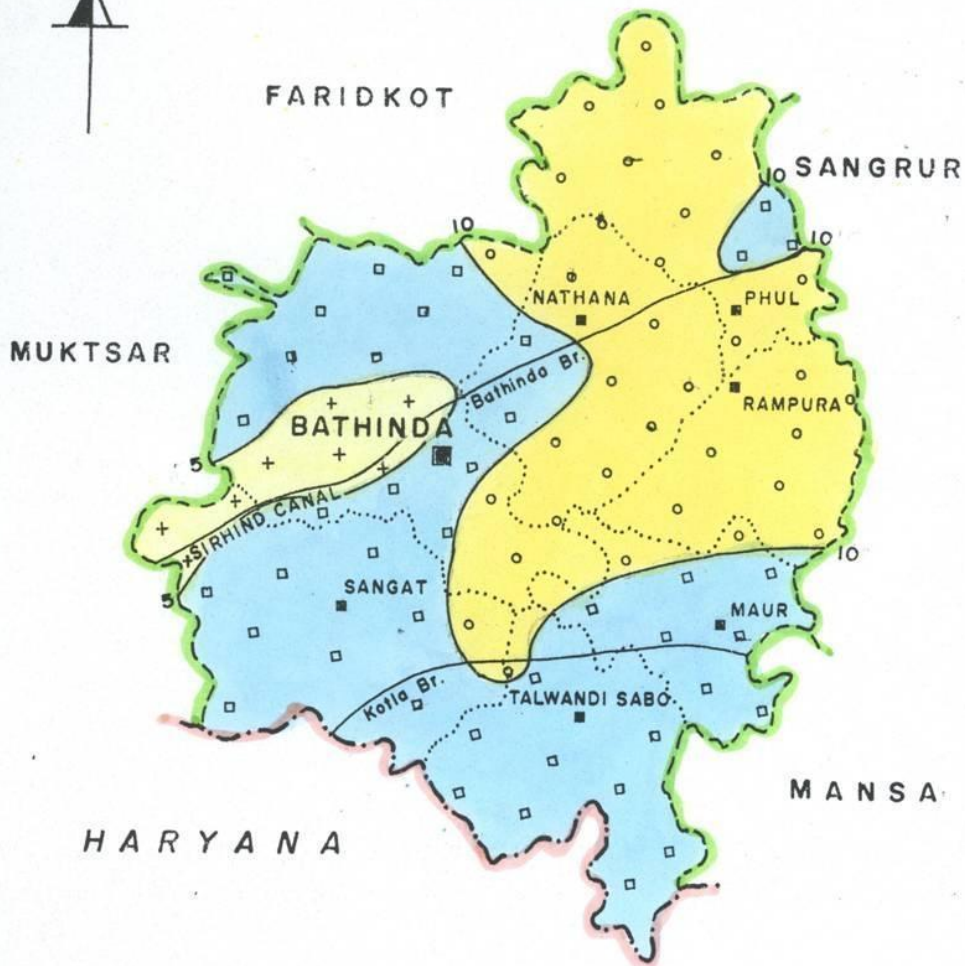 FARIDKOT
SANGRUR
10
10
10
NATHANA
PHUL
MUKTSAR
Bathinda Br.
RAMPURA
BATHINDA
5
SIRHIND CANAL
10
5
SANGAT
MAUR
Kotla Br.
TALWANDI SABO
MANSA
HARYANA